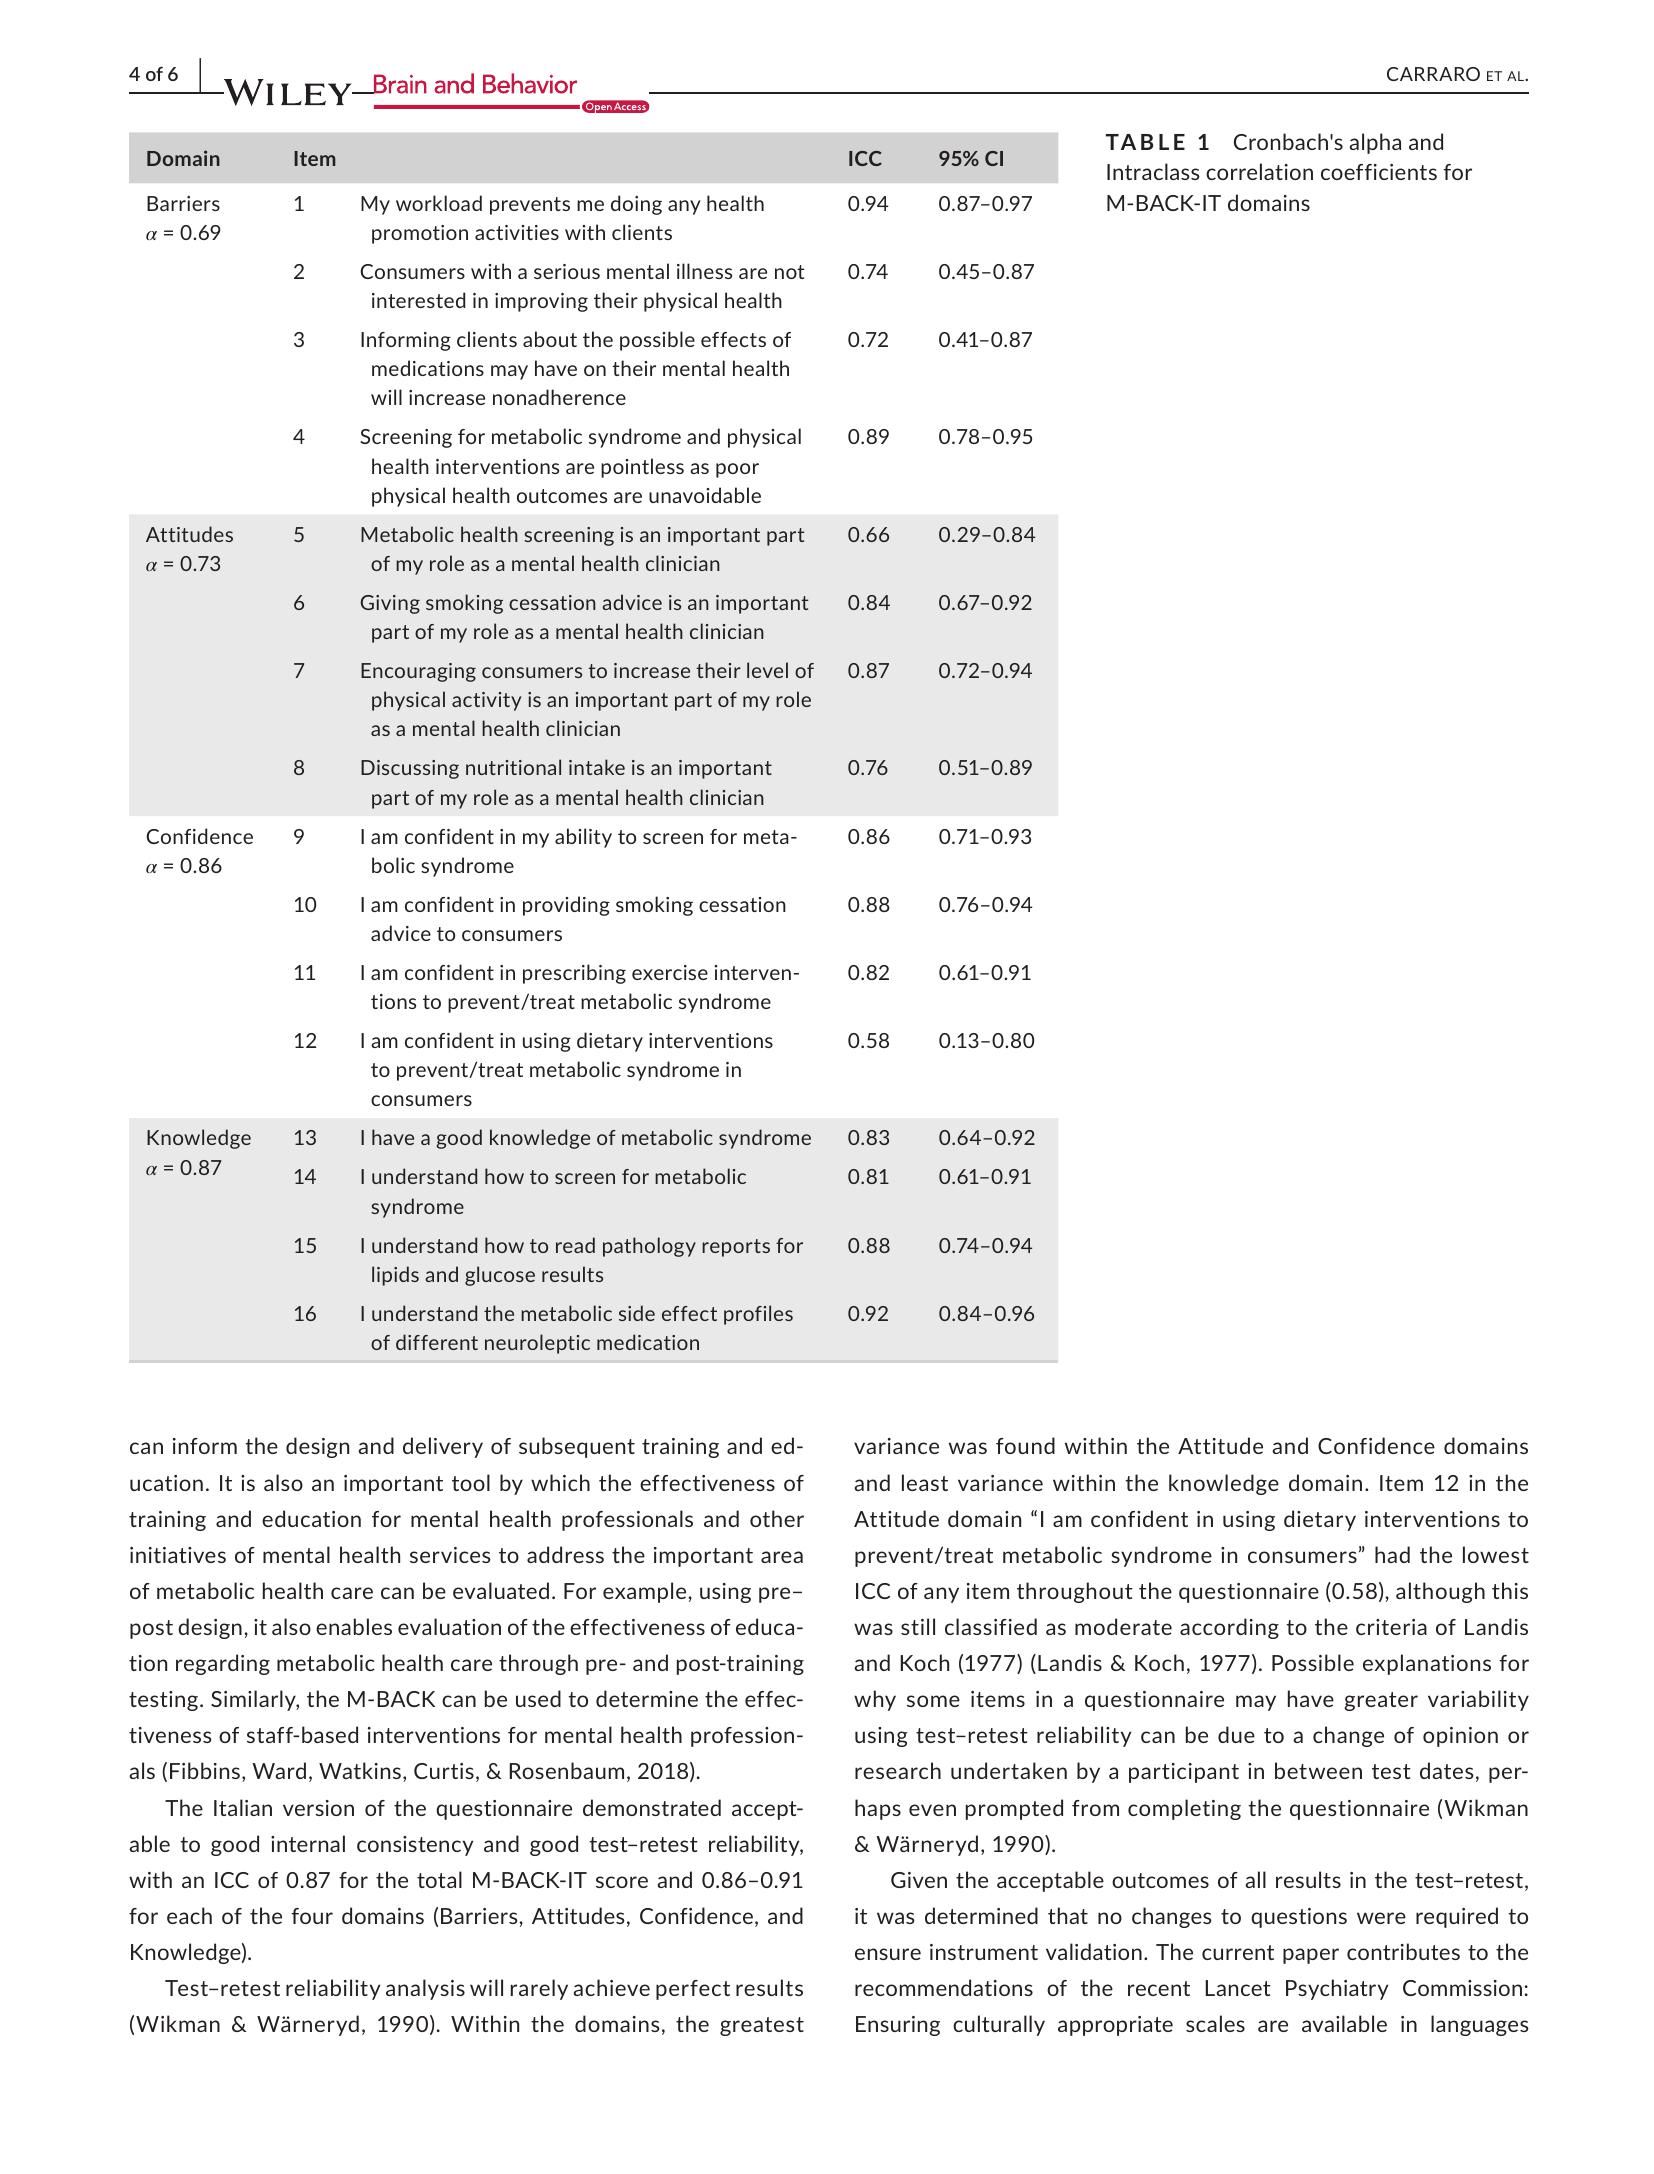 4 of 6
WILEY
Brain and Behavior
Open Access
CARRARO ET AL.
TABLE 1 Cronbach's alpha and
Intraclass correlation coefficients for
M-BACK-IT domains
Domain Item ICC 95% CI
Barriers 1 My workload prevents me doing any health 0.94 0.87–0.97
α = 0.69 promotion activities with clients
2 Consumers with a serious mental illness are not 0.74 0.45–0.87
interested in improving their physical health
3 Informing clients about the possible effects of 0.72 0.41–0.87
medications may have on their mental health
will increase nonadherence
4 Screening for metabolic syndrome and physical 0.89 0.78–0.95
health interventions are pointless as poor
physical health outcomes are unavoidable
Attitudes 5 Metabolic health screening is an important part 0.66 0.29–0.84
α = 0.73 of my role as a mental health clinician
6 Giving smoking cessation advice is an important 0.84 0.67–0.92
part of my role as a mental health clinician
7 Encouraging consumers to increase their level of 0.87 0.72–0.94
physical activity is an important part of my role
as a mental health clinician
8 Discussing nutritional intake is an important 0.76 0.51–0.89
part of my role as a mental health clinician
Confidence 9 I am confident in my ability to screen for meta- 0.86 0.71–0.93
α = 0.86 bolic syndrome
10 I am confident in providing smoking cessation 0.88 0.76–0.94
advice to consumers
11 I am confident in prescribing exercise interven- 0.82 0.61–0.91
tions to prevent/treat metabolic syndrome
12 I am confident in using dietary interventions 0.58 0.13–0.80
to prevent/treat metabolic syndrome in
consumers
Knowledge 13 I have a good knowledge of metabolic syndrome 0.83 0.64–0.92
α = 0.87
14 I understand how to screen for metabolic 0.81 0.61–0.91
syndrome
15 I understand how to read pathology reports for 0.88 0.74–0.94
lipids and glucose results
16 I understand the metabolic side effect profiles 0.92 0.84–0.96
of different neuroleptic medication
can inform the design and delivery of subsequent training and ed-
ucation. It is also an important tool by which the effectiveness of
training and education for mental health professionals and other
initiatives of mental health services to address the important area
of metabolic health care can be evaluated. For example, using pre–
post design, it also enables evaluation of the effectiveness of educa-
tion regarding metabolic health care through pre- and post-training
testing. Similarly, the M-BACK can be used to determine the effec-
tiveness of staff-based interventions for mental health profession-
als (Fibbins, Ward, Watkins, Curtis, & Rosenbaum, 2018).
The Italian version of the questionnaire demonstrated accept-
able to good internal consistency and good test–retest reliability,
with an ICC of 0.87 for the total M-BACK-IT score and 0.86–0.91
for each of the four domains (Barriers, Attitudes, Confidence, and
Knowledge).
Test–retest reliability analysis will rarely achieve perfect results
(Wikman & Wärneryd, 1990). Within the domains, the greatest
variance was found within the Attitude and Confidence domains
and least variance within the knowledge domain. Item 12 in the
Attitude domain “I am confident in using dietary interventions to
prevent/treat metabolic syndrome in consumers” had the lowest
ICC of any item throughout the questionnaire (0.58), although this
was still classified as moderate according to the criteria of Landis
and Koch (1977) (Landis & Koch, 1977). Possible explanations for
why some items in a questionnaire may have greater variability
using test–retest reliability can be due to a change of opinion or
research undertaken by a participant in between test dates, per-
haps even prompted from completing the questionnaire (Wikman
& Wärneryd, 1990).
Given the acceptable outcomes of all results in the test–retest,
it was determined that no changes to questions were required to
ensure instrument validation. The current paper contributes to the
recommendations of the recent Lancet Psychiatry Commission:
Ensuring culturally appropriate scales are available in languages